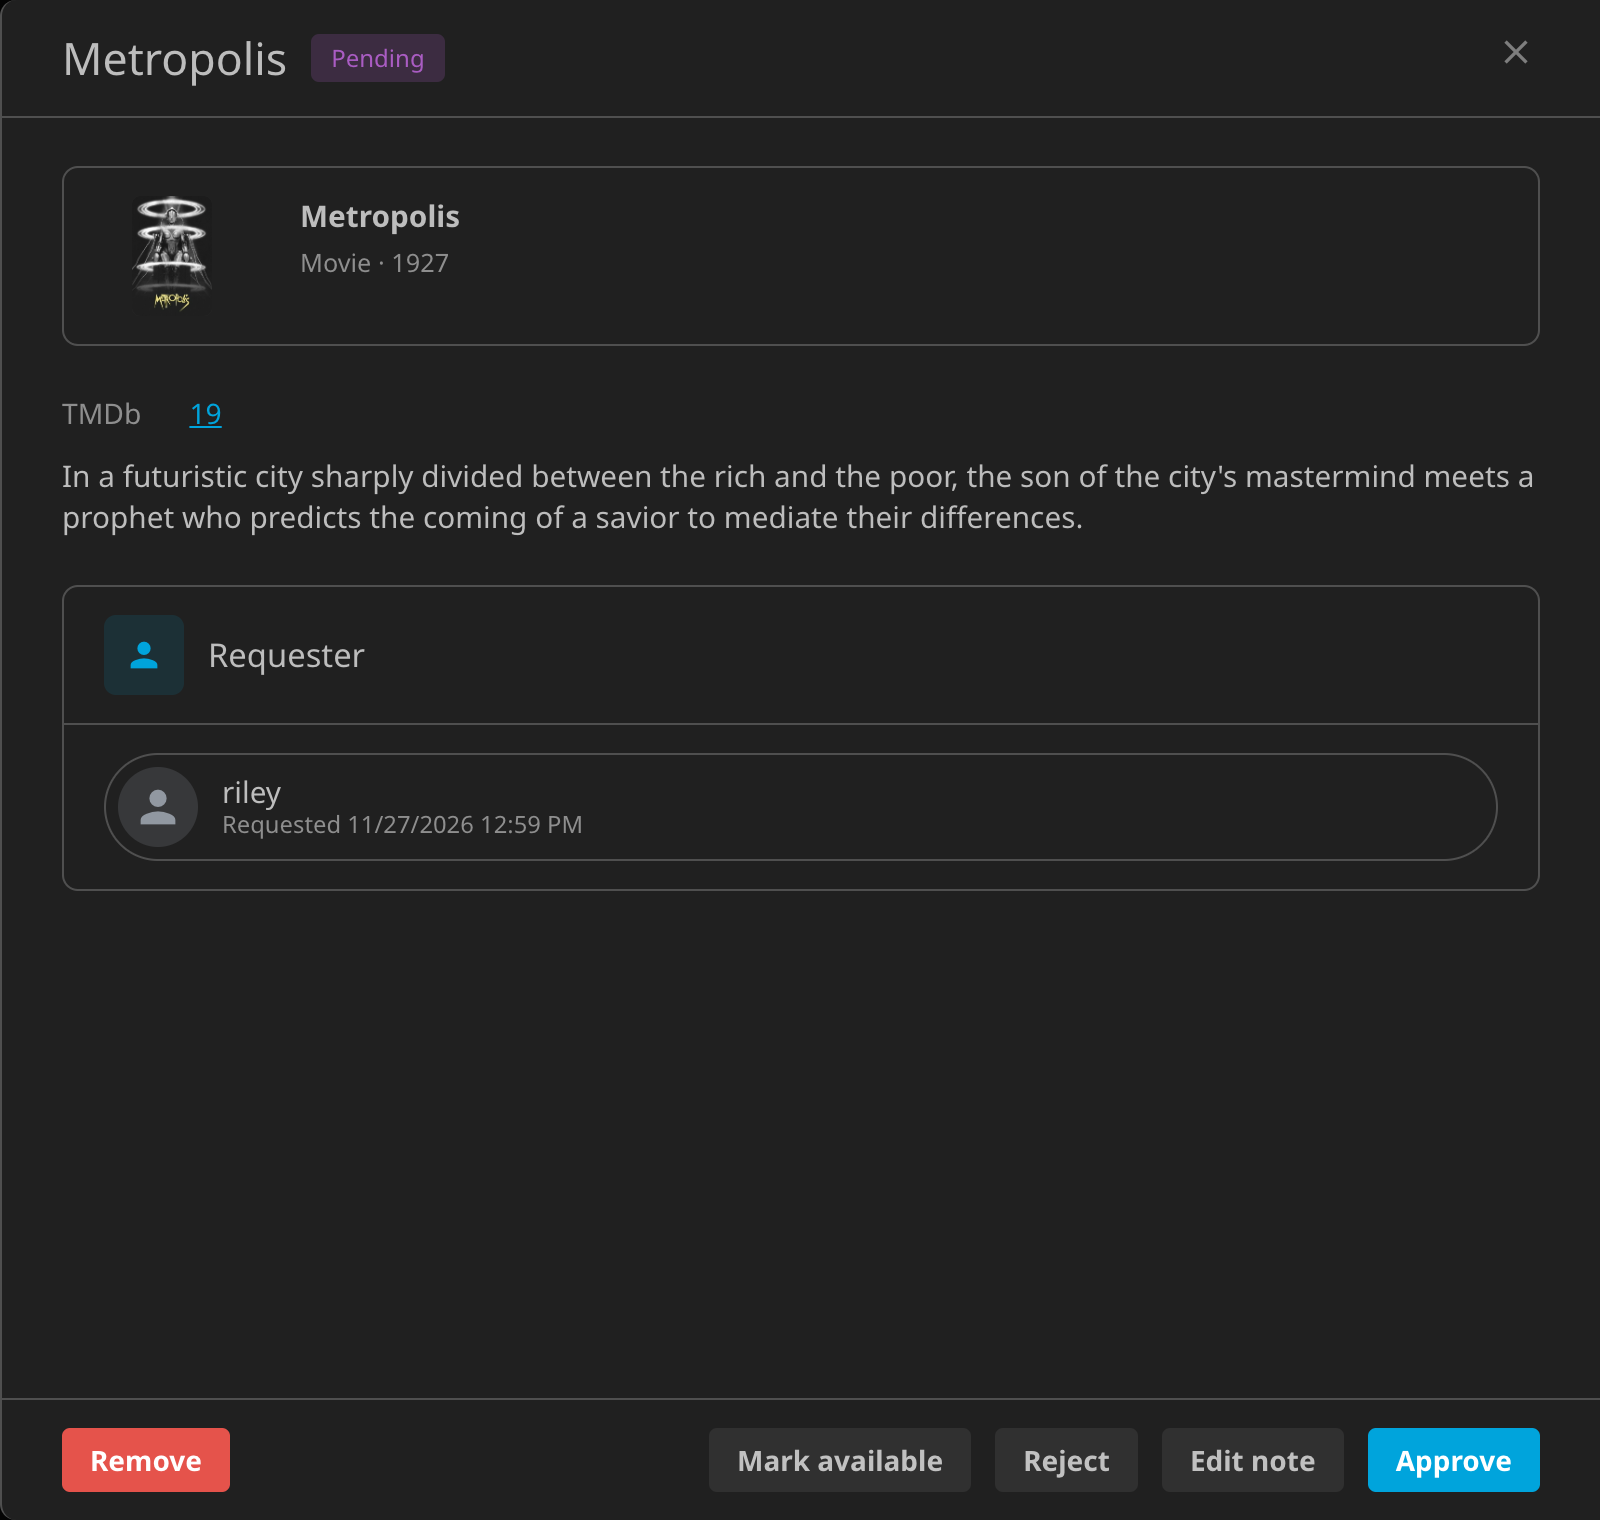 Metropolis
Pending
METROPOLIS
Metropolis
Movie · 1927
TMDb 19
In a futuristic city sharply divided between the rich and the poor, the son of the city's mastermind meets a
prophet who predicts the coming of a savior to mediate their differences.
Requester
riley
Requested 11/27/2026 12:59 PM
Remove
Mark available
Reject
Edit note
Approve